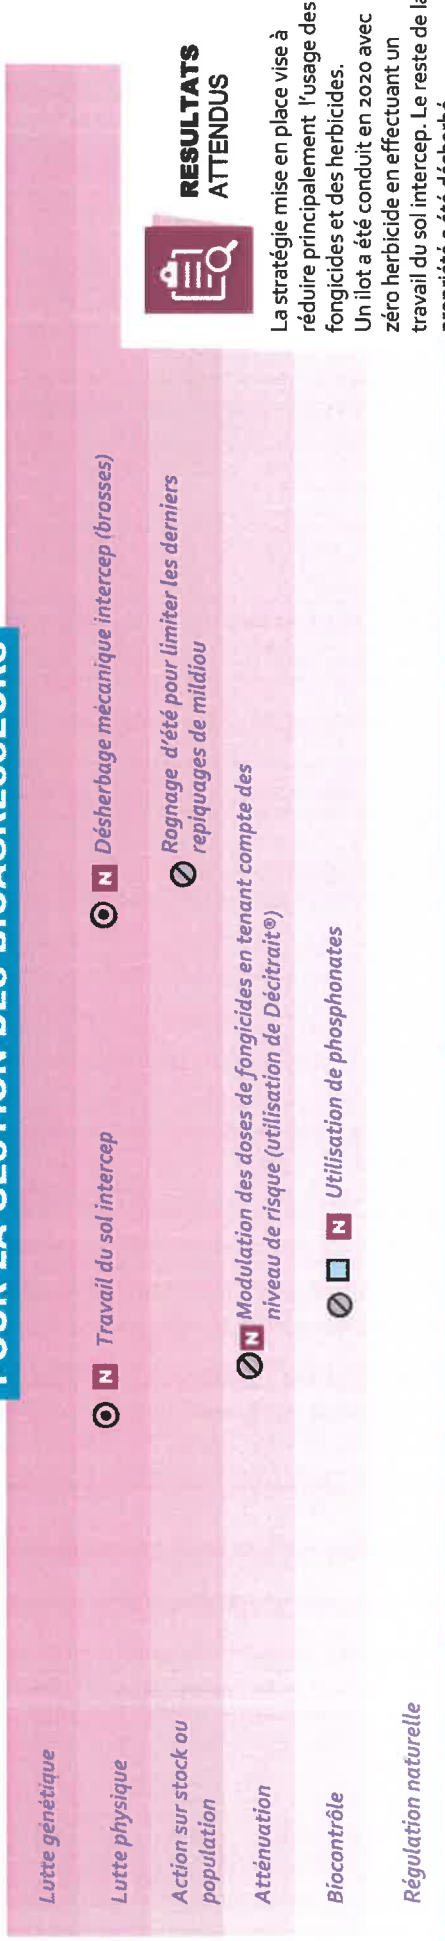 POUR LA GESTION DES BIOAGRESSEURS
Lutte génétique
Lutte physique
N Travail du sol intercep
N Désherbage mécanique intercep (brosses)
Action sur stock ou
population
Rognage d'été pour limiter les derniers
repiquages de mildiou
Atténuation
N Modulation des doses de fongicides en tenant compte des
niveau de risque (utilisation de Décitrait®)
Biocontrôle
N Utilisation de phosphonates
Régulation naturelle
RESULTATS
ATTENDUS
La stratégie mise en place vise à
réduire principalement l'usage des
fongicides et des herbicides.
Un ilot a été conduit en 2020 avec
zéro herbicide en effectuant un
travail du sol intercep. Le reste de la
propriété a été désherbé